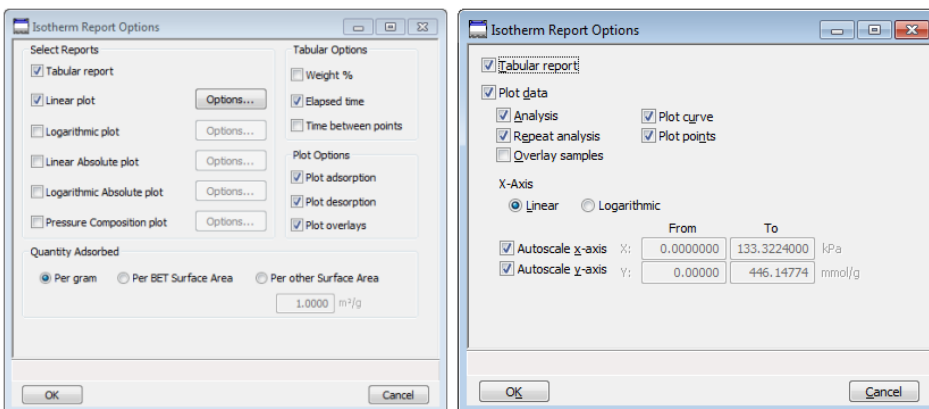 Isotherm Report Options
Select Reports
Tabular report
Linear plot Options...
Logarithmic plot Options...
Linear Absolute plot Options...
Logarithmic Absolute plot Options...
Pressure Composition plot Options...
Tabular Options
Weight %
Elapsed time
Time between points
Plot Options
Plot adsorption
Plot desorption
Plot overlays
Quantity Adsorbed
Per gram Per BET Surface Area Per other Surface Area
1.0000 m²/g
OK Cancel
Isotherm Report Options
Tabular report
Plot data
Analysis Plot curve
Repeat analysis Plot points
Overlay samples
X-Axis
Linear Logarithmic
From To
Autoscale x-axis X: 0.0000000 133.3224000 kPa
Autoscale y-axis Y: 0.00000 446.14774 mmol/g
OK Cancel